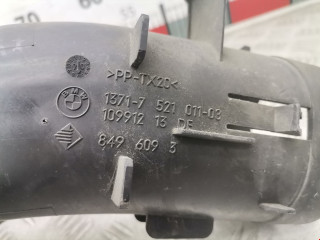 >PP-TX20<
1371-7 521 011-03
109912 13 DE
849 609 3